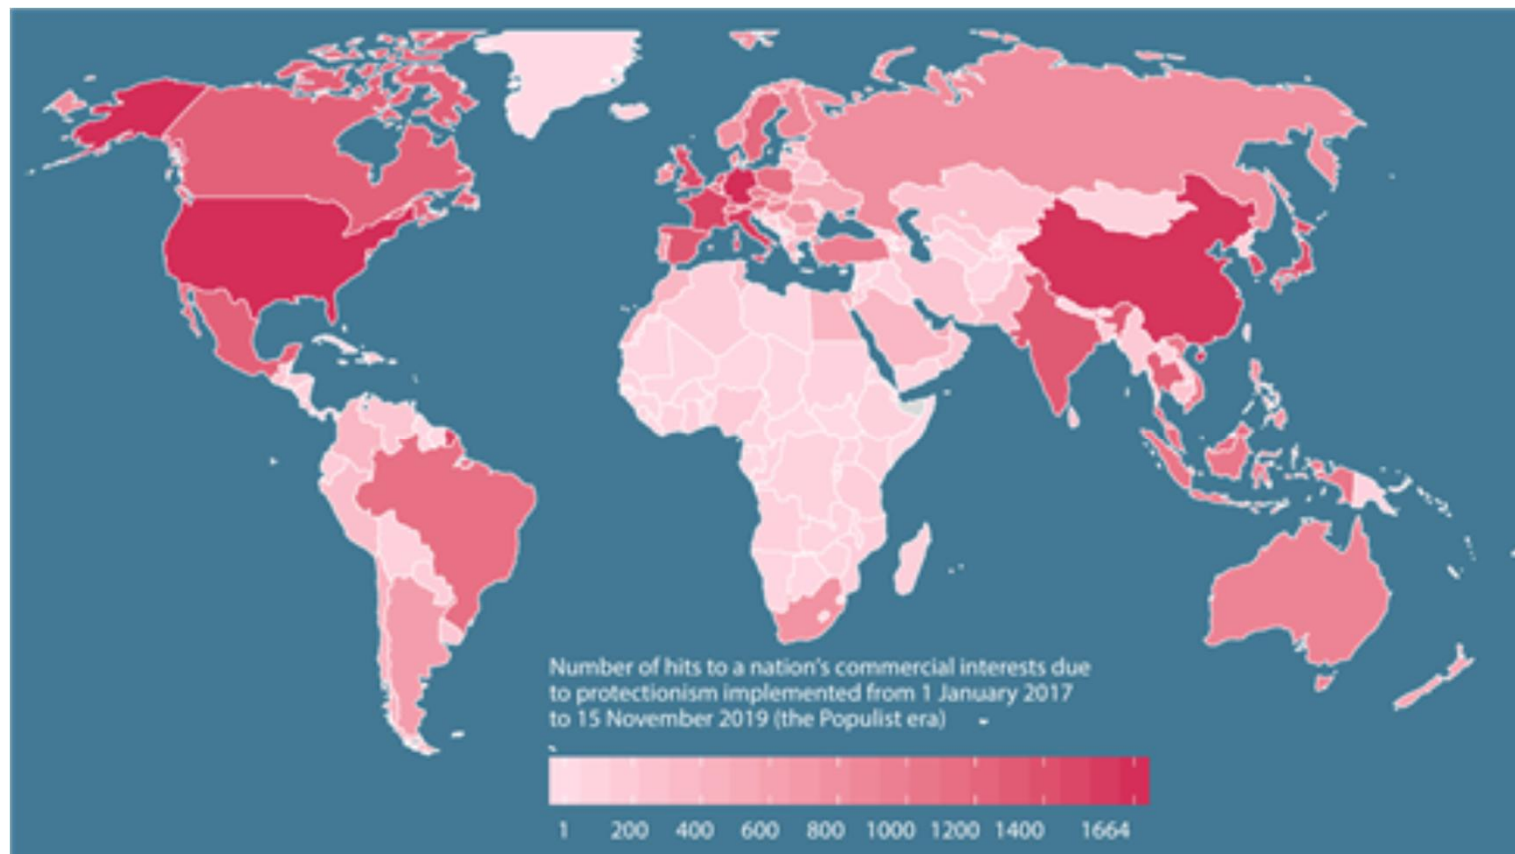 Number of hits to a nation's commercial interests due
to protectionism implemented from 1 January 2017
to 15 November 2019 (the Populist era)
1 200 400 600 800 1000 1200 1400 1664